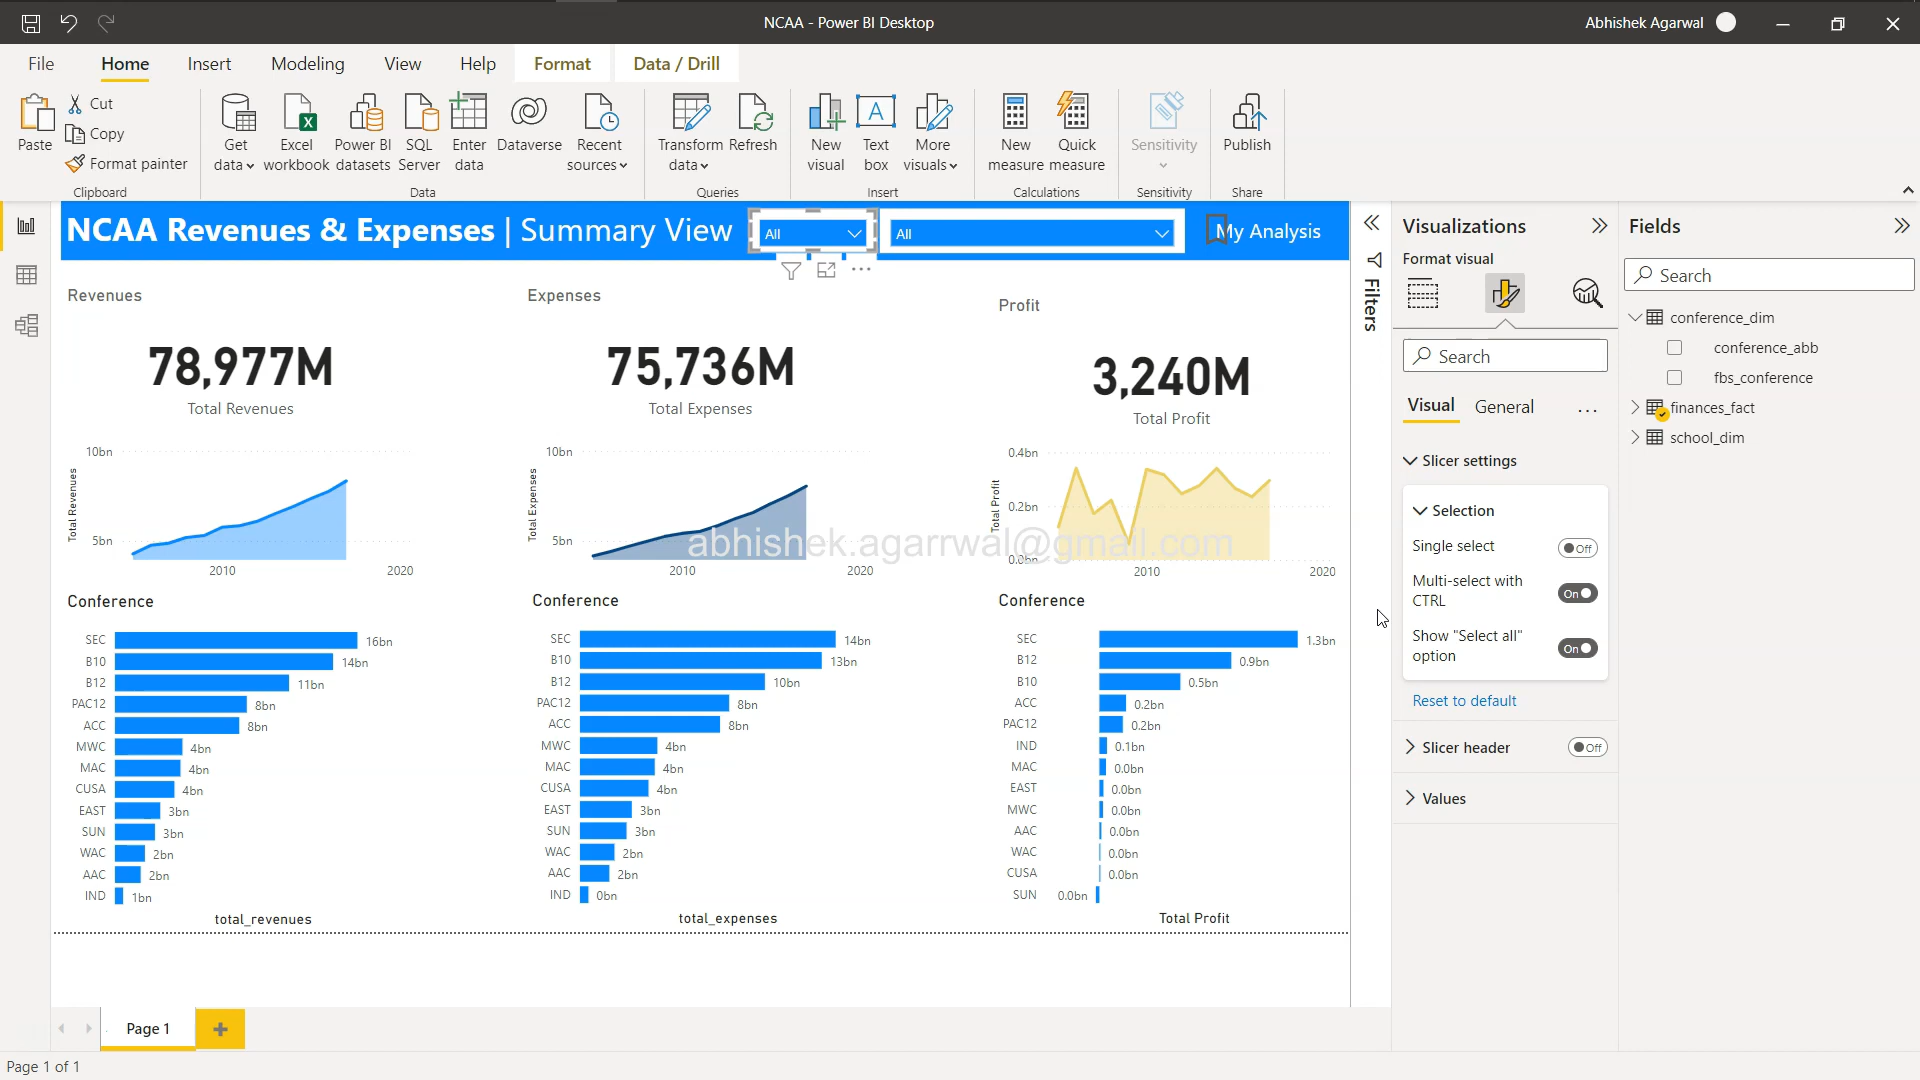 NCAA - Power BI Desktop
Abhishek Agarwal
File
Home
Insert
Modeling
View
Help
Format
Data / Drill
Paste
Cut
Copy
Format painter
Clipboard
Get data
Excel workbook
Power BI datasets
SQL Server
Enter data
Dataverse
Recent sources
Data
Transform data
Refresh
Queries
New visual
Text box
More visuals
Insert
New measure
Quick measure
Calculations
Sensitivity
Sensitivity
Publish
Share
NCAA Revenues & Expenses | Summary View
All
All
My Analysis
Revenues
78,977M
Total Revenues
10bn
5bn
Total Revenues
2010
2020
Conference
SEC 16bn
B10 14bn
B12 11bn
PAC12 8bn
ACC 8bn
MWC 4bn
MAC 4bn
CUSA 4bn
EAST 3bn
SUN 3bn
WAC 2bn
AAC 2bn
IND 1bn
total_revenues
Expenses
75,736M
Total Expenses
10bn
5bn
Total Expenses
2010
2020
Conference
SEC 14bn
B10 13bn
B12 10bn
PAC12 8bn
ACC 8bn
MWC 4bn
MAC 4bn
CUSA 4bn
EAST 3bn
SUN 3bn
WAC 2bn
AAC 2bn
IND 0bn
total_expenses
Profit
3,240M
Total Profit
0.4bn
0.2bn
0.0bn
Total Profit
2010
2020
Conference
SEC 1.3bn
B12 0.9bn
B10 0.5bn
ACC 0.2bn
PAC12 0.2bn
IND 0.1bn
MAC 0.0bn
EAST 0.0bn
MWC 0.0bn
AAC 0.0bn
WAC 0.0bn
CUSA 0.0bn
SUN 0.0bn
Total Profit
abhishek.agarrwal@gmail.com
Filters
Visualizations
Format visual
Search
Visual
General
...
Slicer settings
Selection
Single select
Off
Multi-select with
CTRL
On
Show "Select all"
option
On
Reset to default
Slicer header
Off
Values
Fields
Search
conference_dim
conference_abb
fbs_conference
finances_fact
school_dim
Page 1
Page 1 of 1